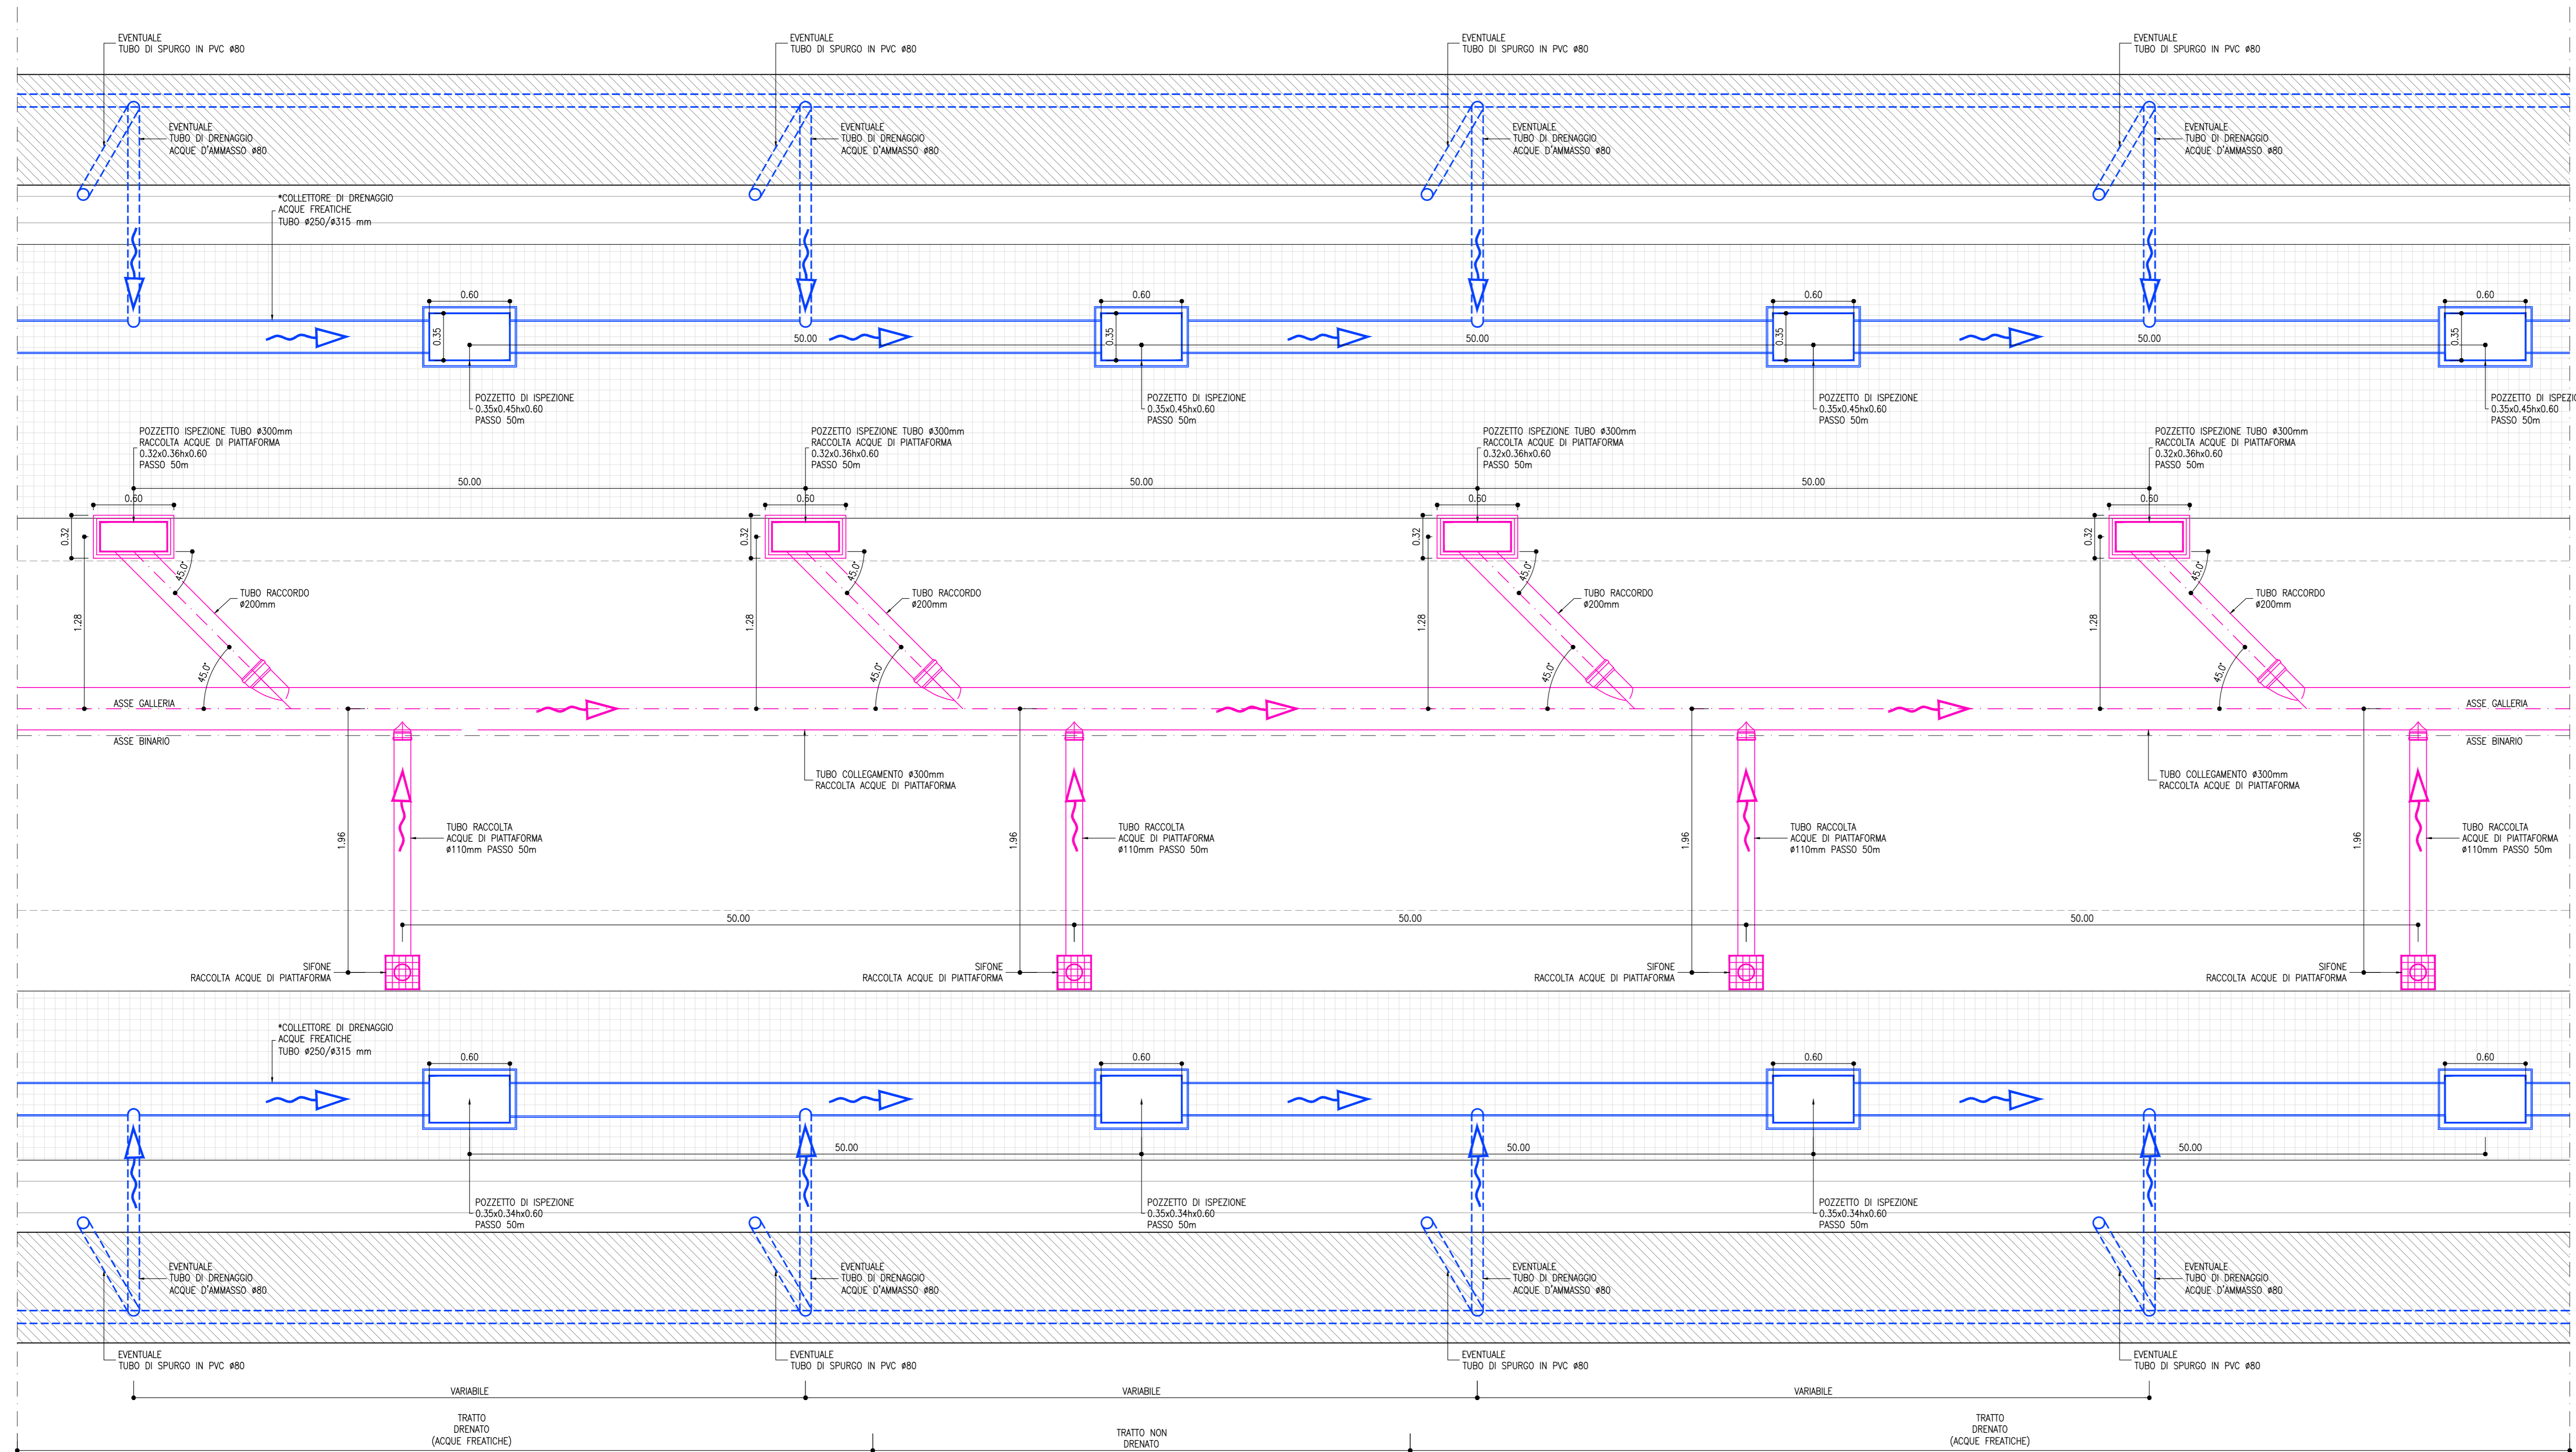 EVENTUALE
TUBO DI SPURGO IN PVC ø80
EVENTUALE
TUBO DI SPURGO IN PVC ø80
EVENTUALE
TUBO DI SPURGO IN PVC ø80
EVENTUALE
TUBO DI SPURGO IN PVC ø80
EVENTUALE
TUBO DI DRENAGGIO
ACQUE D'AMMASSO ø80
EVENTUALE
TUBO DI DRENAGGIO
ACQUE D'AMMASSO ø80
EVENTUALE
TUBO DI DRENAGGIO
ACQUE D'AMMASSO ø80
EVENTUALE
TUBO DI DRENAGGIO
ACQUE D'AMMASSO ø80
*COLLETTORE DI DRENAGGIO
ACQUE FREATICHE
TUBO ø250/ø315 mm
0.60
0.60
0.60
0.60
0.35
0.35
0.35
0.35
50.00
50.00
50.00
POZZETTO DI ISPEZIONE
0.35x0.45hx0.60
PASSO 50m
POZZETTO DI ISPEZIONE
0.35x0.45hx0.60
PASSO 50m
POZZETTO DI ISPEZIONE
0.35x0.45hx0.60
PASSO 50m
POZZETTO DI ISPEZIO
0.35x0.45hx0.60
PASSO 50m
POZZETTO ISPEZIONE TUBO ø300mm
RACCOLTA ACQUE DI PIATTAFORMA
0.32x0.36hx0.60
PASSO 50m
POZZETTO ISPEZIONE TUBO ø300mm
RACCOLTA ACQUE DI PIATTAFORMA
0.32x0.36hx0.60
PASSO 50m
POZZETTO ISPEZIONE TUBO ø300mm
RACCOLTA ACQUE DI PIATTAFORMA
0.32x0.36hx0.60
PASSO 50m
POZZETTO ISPEZIONE TUBO ø300mm
RACCOLTA ACQUE DI PIATTAFORMA
0.32x0.36hx0.60
PASSO 50m
50.00
50.00
50.00
0.60
0.60
0.60
0.60
0.32
0.32
0.32
0.32
45.0°
45.0°
45.0°
45.0°
TUBO RACCORDO
ø200mm
TUBO RACCORDO
ø200mm
TUBO RACCORDO
ø200mm
TUBO RACCORDO
ø200mm
1.28
1.28
1.28
1.28
45.0°
45.0°
45.0°
45.0°
ASSE GALLERIA
ASSE GALLERIA
ASSE BINARIO
ASSE BINARIO
TUBO COLLEGAMENTO ø300mm
RACCOLTA ACQUE DI PIATTAFORMA
TUBO COLLEGAMENTO ø300mm
RACCOLTA ACQUE DI PIATTAFORMA
1.96
1.96
1.96
1.96
TUBO RACCOLTA
ACQUE DI PIATTAFORMA
ø110mm PASSO 50m
TUBO RACCOLTA
ACQUE DI PIATTAFORMA
ø110mm PASSO 50m
TUBO RACCOLTA
ACQUE DI PIATTAFORMA
ø110mm PASSO 50m
TUBO RACCOLTA
ACQUE DI PIATTAFORMA
ø110mm PASSO 50m
50.00
50.00
50.00
SIFONE
RACCOLTA ACQUE DI PIATTAFORMA
SIFONE
RACCOLTA ACQUE DI PIATTAFORMA
SIFONE
RACCOLTA ACQUE DI PIATTAFORMA
SIFONE
RACCOLTA ACQUE DI PIATTAFORMA
*COLLETTORE DI DRENAGGIO
ACQUE FREATICHE
TUBO ø250/ø315 mm
0.60
0.60
0.60
0.60
50.00
50.00
50.00
POZZETTO DI ISPEZIONE
0.35x0.34hx0.60
PASSO 50m
POZZETTO DI ISPEZIONE
0.35x0.34hx0.60
PASSO 50m
POZZETTO DI ISPEZIONE
0.35x0.34hx0.60
PASSO 50m
EVENTUALE
TUBO DI DRENAGGIO
ACQUE D'AMMASSO ø80
EVENTUALE
TUBO DI DRENAGGIO
ACQUE D'AMMASSO ø80
EVENTUALE
TUBO DI DRENAGGIO
ACQUE D'AMMASSO ø80
EVENTUALE
TUBO DI DRENAGGIO
ACQUE D'AMMASSO ø80
EVENTUALE
TUBO DI SPURGO IN PVC ø80
EVENTUALE
TUBO DI SPURGO IN PVC ø80
EVENTUALE
TUBO DI SPURGO IN PVC ø80
EVENTUALE
TUBO DI SPURGO IN PVC ø80
VARIABILE
VARIABILE
VARIABILE
TRATTO
DRENATO
(ACQUE FREATICHE)
TRATTO NON
DRENATO
TRATTO
DRENATO
(ACQUE FREATICHE)